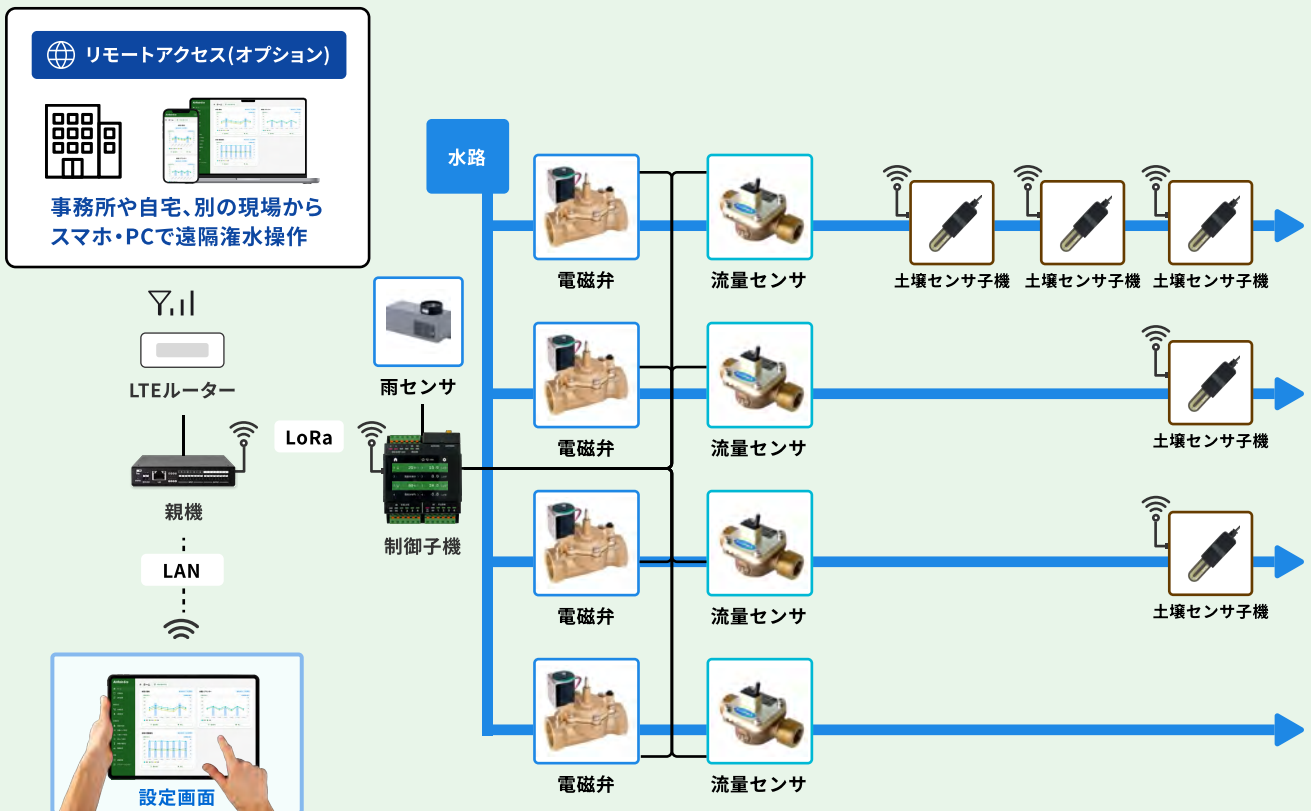 リモートアクセス(オプション)
事務所や自宅、別の現場から
スマホ・PCで遠隔潅水操作
LTEルーター
LoRa
親機
LAN
設定画面
雨センサ
制御子機
水路
電磁弁
流量センサ
土壌センサ子機
土壌センサ子機
土壌センサ子機
電磁弁
流量センサ
土壌センサ子機
電磁弁
流量センサ
土壌センサ子機
電磁弁
流量センサ